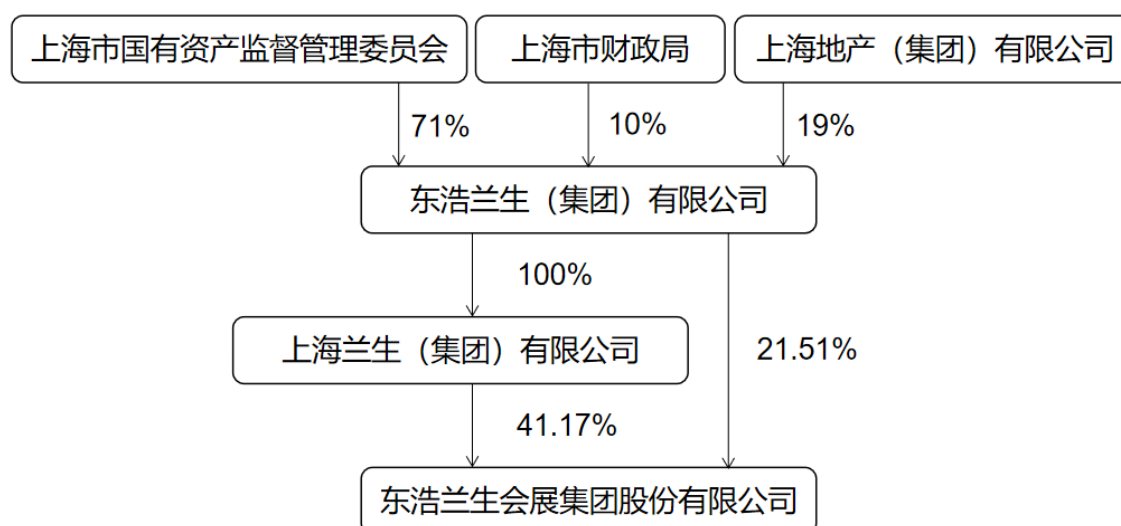 上海市国有资产监督管理委员会
上海市财政局
上海地产（集团）有限公司
71%
10%
19%
东浩兰生（集团）有限公司
100%
上海兰生（集团）有限公司
21.51%
41.17%
东浩兰生会展集团股份有限公司